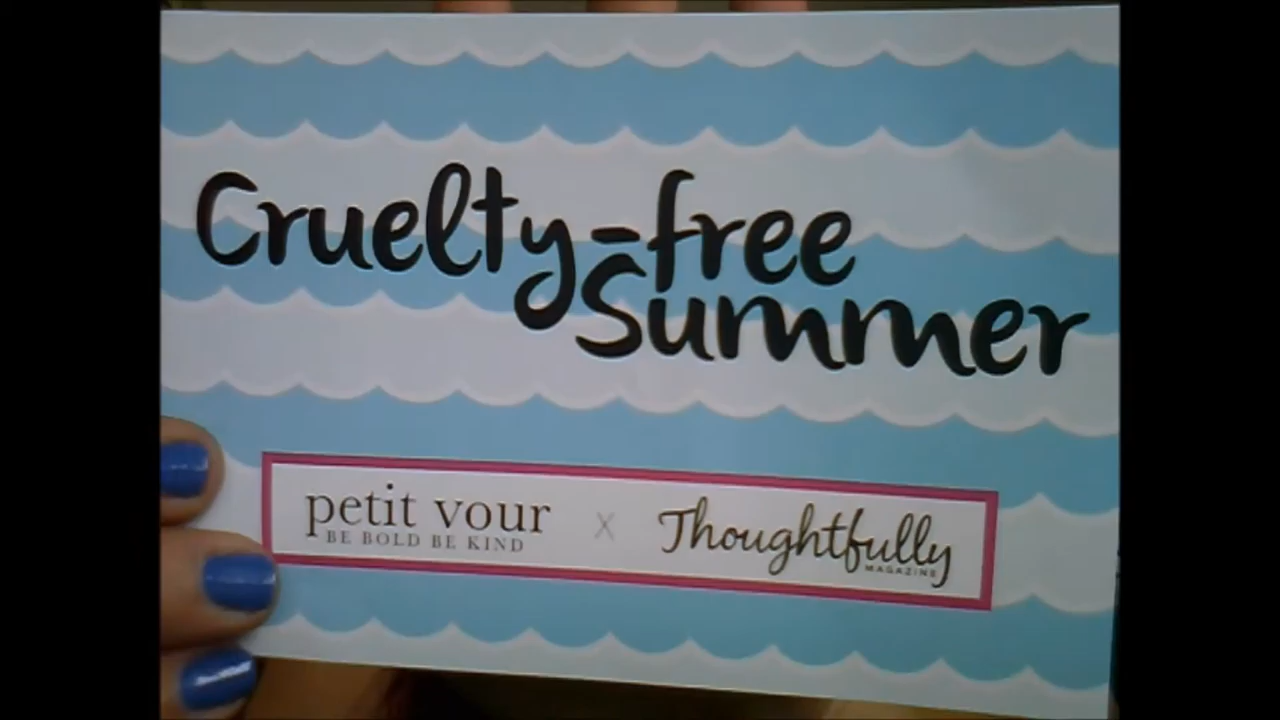 Cruelty-free
Summer
petit vour X Thoughtfully
BE BOLD BE KIND MAGAZINE